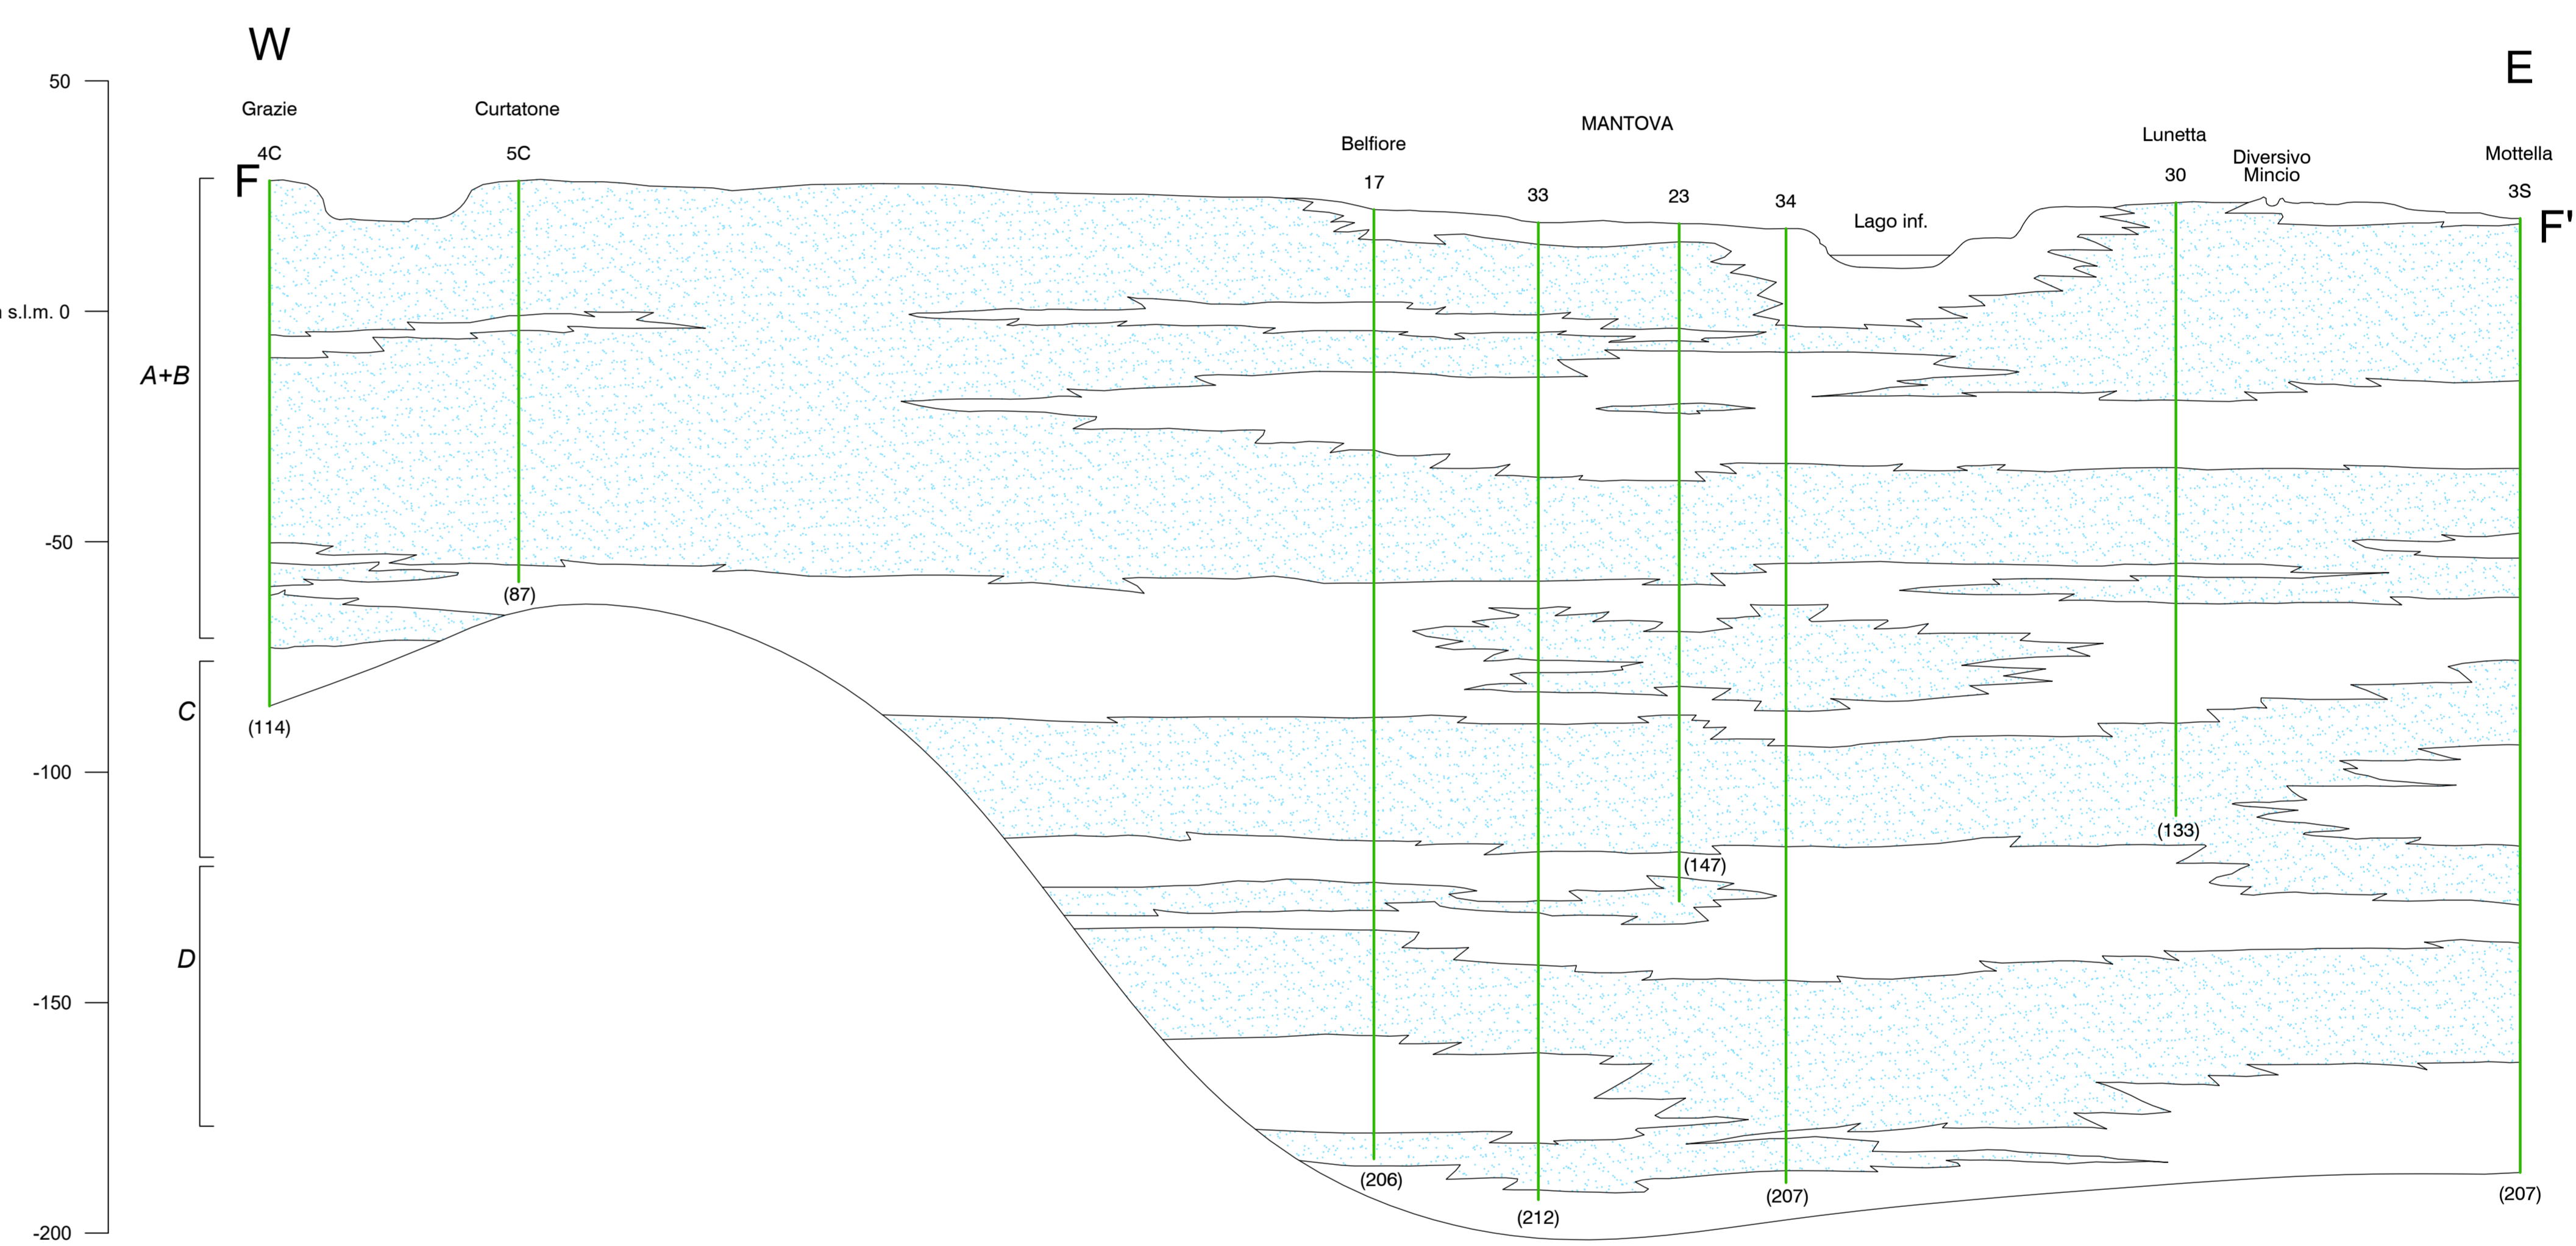 W
E
50
Grazie
Curtatone
MANTOVA
Belfiore
Lunetta
Diversivo
Mincio
Mottella
4C
5C
17
33
23
34
30
3S
F
Lago inf.
F'
s.l.m. 0
A+B
-50
(87)
C
(114)
-100
(133)
(147)
D
-150
(206)
(212)
(207)
(207)
-200